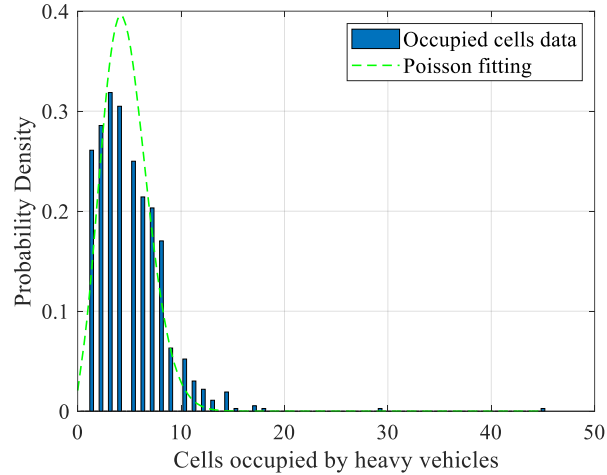 0.4
0.3
0.2
0.1
0
Probability Density
Occupied cells data
Poisson fitting
0 10 20 30 40 50
Cells occupied by heavy vehicles